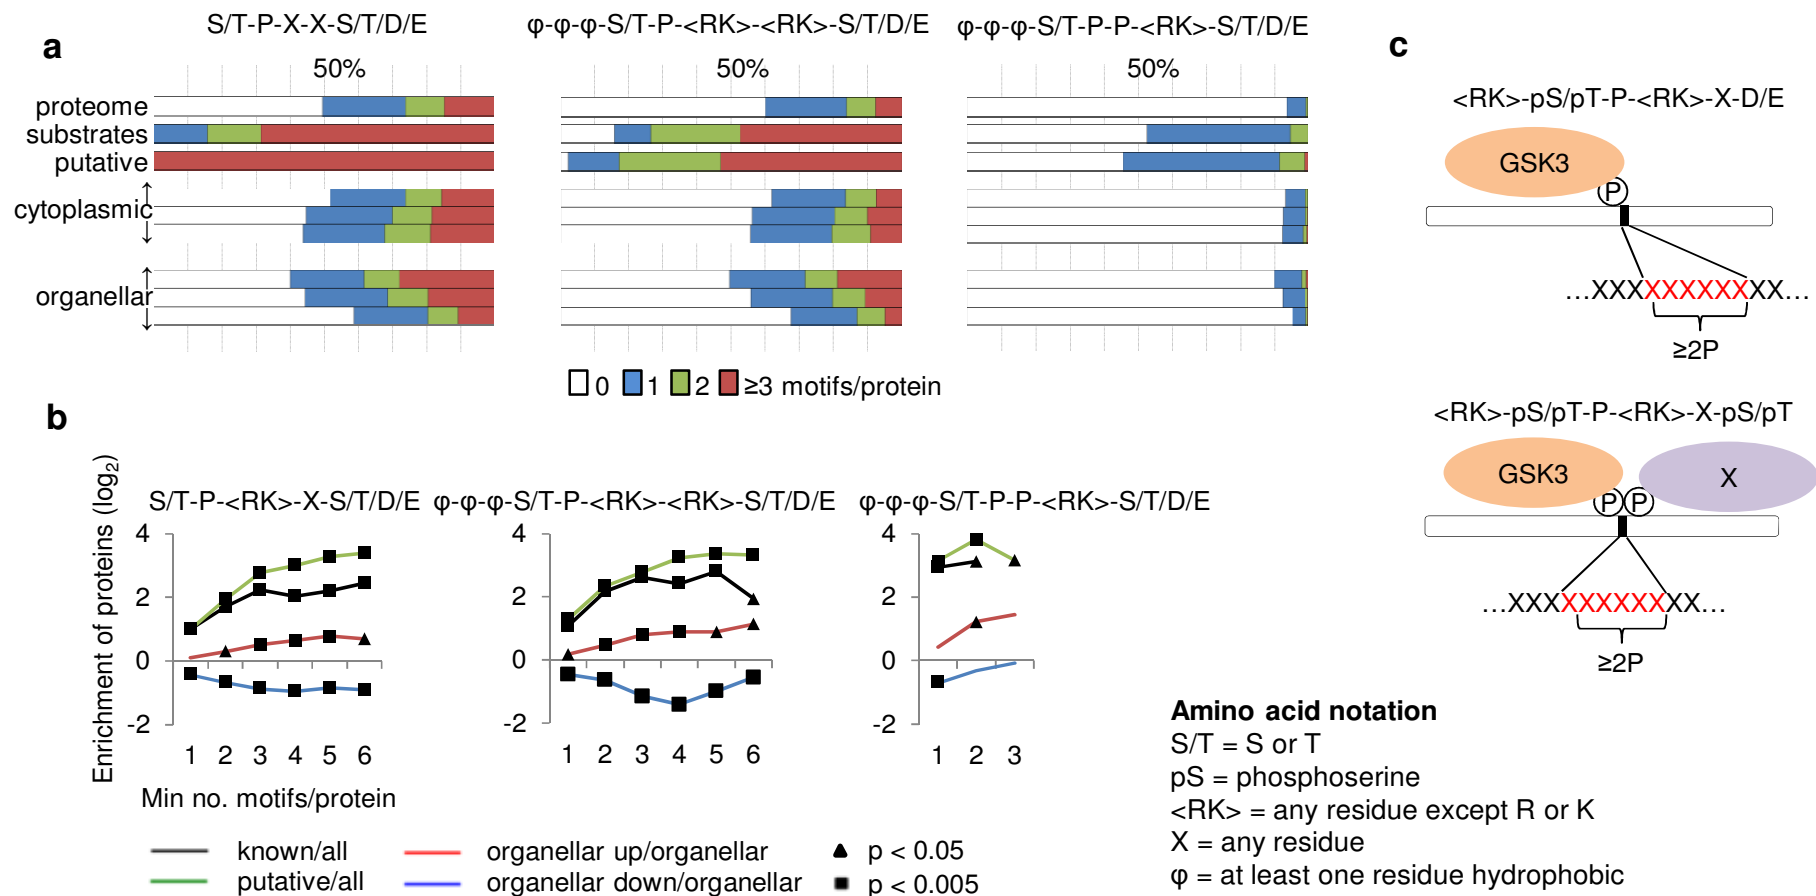 a
S/T-P-X-X-S/T/D/E
φ-φ-φ-S/T-P-<RK>-<RK>-S/T/D/E
φ-φ-φ-S/T-P-P-<RK>-S/T/D/E
50%
50%
50%
proteome
substrates
putative
cytoplasmic
organellar
0 1 2 ≥3 motifs/protein
b
Enrichment of proteins (log2)
S/T-P-<RK>-X-S/T/D/E
φ-φ-φ-S/T-P-<RK>-<RK>-S/T/D/E
φ-φ-φ-S/T-P-P-<RK>-S/T/D/E
4
2
0
-2
1 2 3 4 5 6
4
2
0
-2
1 2 3 4 5 6
4
2
0
-2
1 2 3
Min no. motifs/protein
known/all
putative/all
organellar up/organellar
organellar down/organellar
p < 0.05
p < 0.005
c
<RK>-pS/pT-P-<RK>-X-D/E
GSK3
P
...XXXXXXXXXXX...
≥2P
<RK>-pS/pT-P-<RK>-X-pS/pT
GSK3
X
P P
...XXXXXXXXXXX...
≥2P
Amino acid notation
S/T = S or T
pS = phosphoserine
<RK> = any residue except R or K
X = any residue
φ = at least one residue hydrophobic